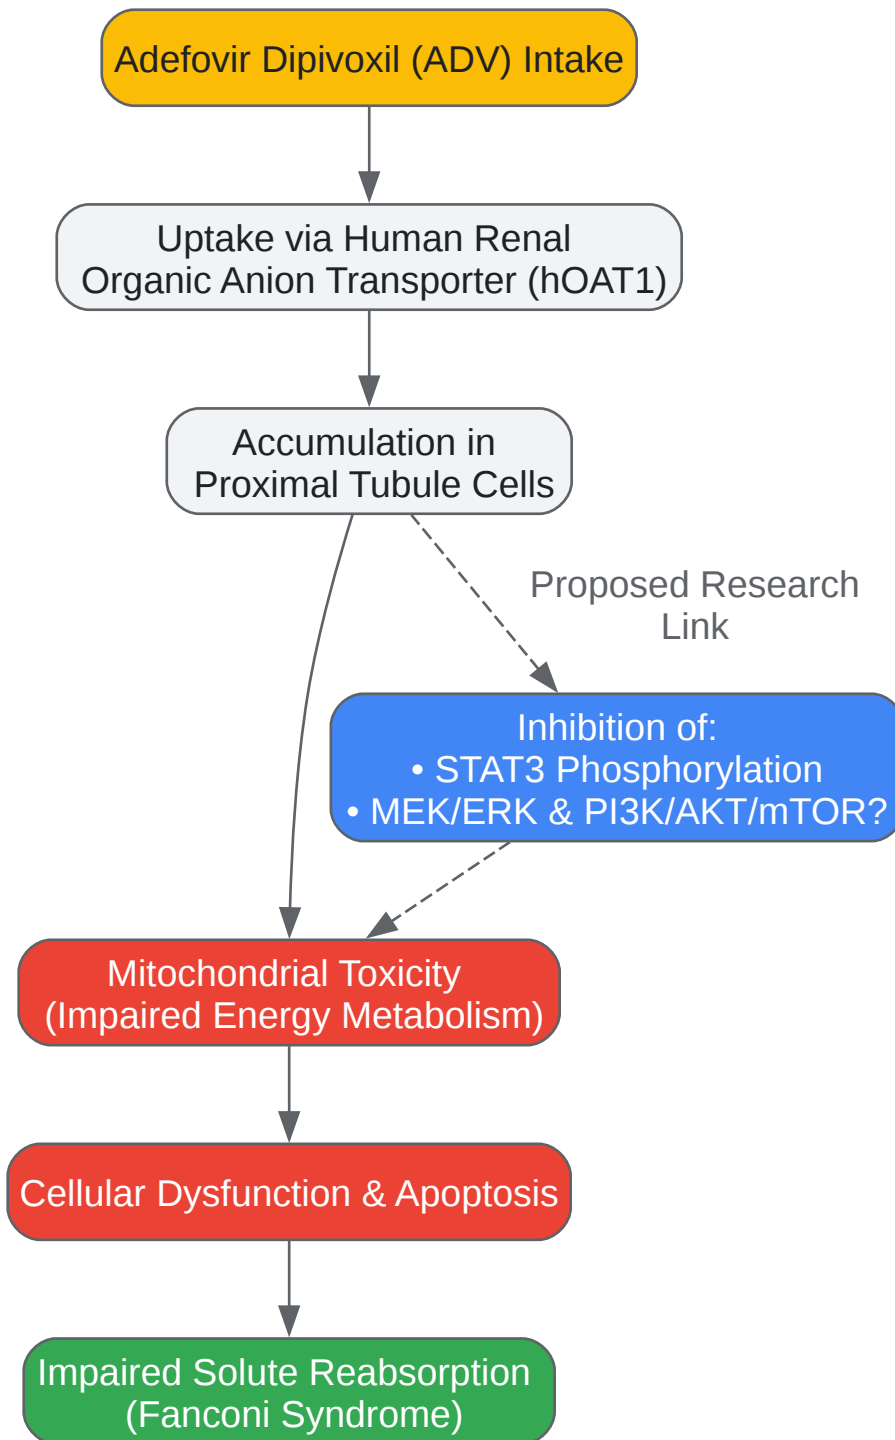 Adefovir Dipivoxil (ADV) Intake
Uptake via Human Renal
Organic Anion Transporter (hOAT1)
Accumulation in
Proximal Tubule Cells
Proposed Research
Link
Inhibition of:
• STAT3 Phosphorylation
• MEK/ERK & PI3K/AKT/mTOR?
Mitochondrial Toxicity
(Impaired Energy Metabolism)
Cellular Dysfunction & Apoptosis
Impaired Solute Reabsorption
(Fanconi Syndrome)